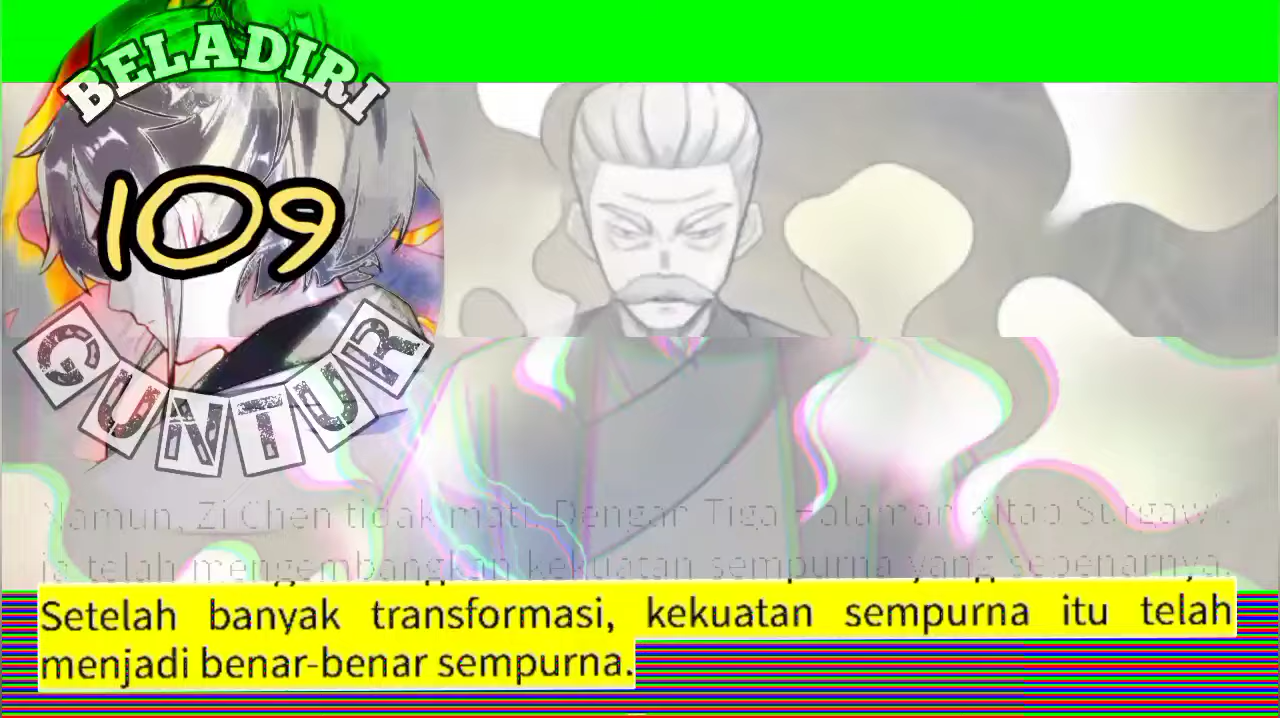 BELADIRI
109
GUNTUR
Namun, Zi Chen tidak mati. Dengan Tiga Halaman Kitab Surgawi,
ia telah mengembangkan kekuatan sempurna yang sebenarnya.
Setelah banyak transformasi, kekuatan sempurna itu telah
menjadi benar-benar sempurna.